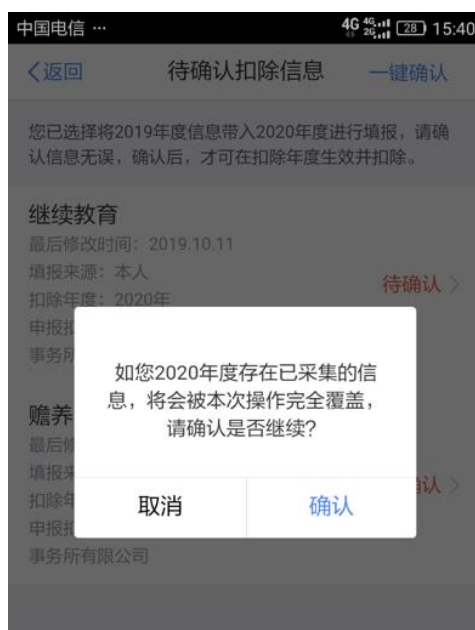 中国电信 ··· 4G 4G 2G 28 15:40
返回 待确认扣除信息 一键确认
您已选择将2019年度信息带入2020年度进行填报，请确
认信息无误，确认后，才可在扣除年度生效并扣除。
继续教育
最后修改时间：2019.10.11
填报来源：本人
待确认
扣除年度：2020年
申报扣
事务所
如您2020年度存在已采集的信
息，将会被本次操作完全覆盖，
请确认是否继续？
赡养
最后修
填报来
认
扣除年
申报扣
取消 确认
事务所有限公司